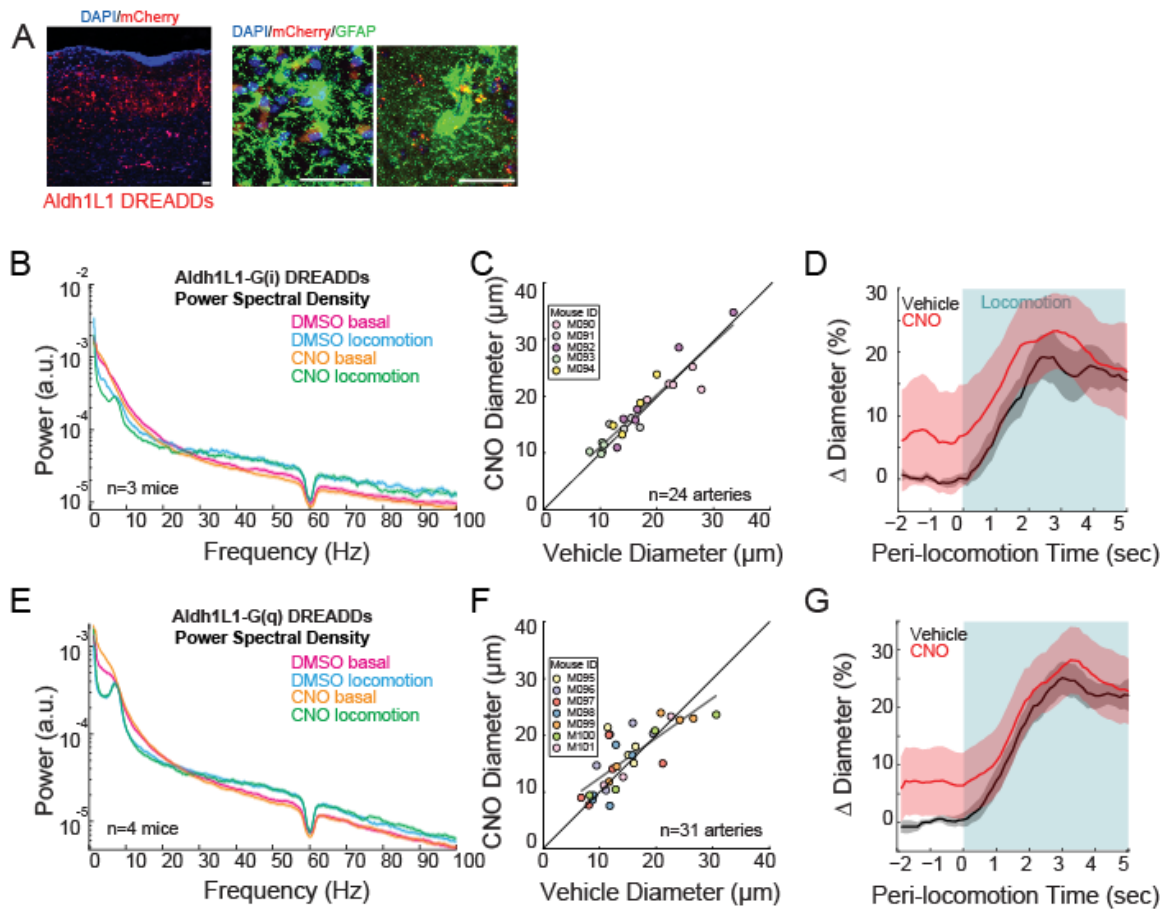 A
DAPI/mCherry
DAPI/mCherry/GFAP
Aldh1L1 DREADDs
B
Aldh1L1-G(i) DREADDs
Power Spectral Density
DMSO basal
DMSO locomotion
CNO basal
CNO locomotion
Power (a.u.)
10-2
10-3
10-4
10-5
n=3 mice
0 10 20 30 40 50 60 70 80 90 100
Frequency (Hz)
C
CNO Diameter (µm)
40
30
20
10
0
Mouse ID
M090
M091
M092
M093
M094
n=24 arteries
0 10 20 30 40
Vehicle Diameter (µm)
D
Δ Diameter (%)
30
20
10
0
Vehicle
CNO
Locomotion
−2 −1 0 1 2 3 4 5
Peri-locomotion Time (sec)
E
Aldh1L1-G(q) DREADDs
Power Spectral Density
DMSO basal
DMSO locomotion
CNO basal
CNO locomotion
Power (a.u.)
10-3
10-4
10-5
n=4 mice
0 10 20 30 40 50 60 70 80 90 100
Frequency (Hz)
F
CNO Diameter (µm)
40
30
20
10
0
Mouse ID
M095
M096
M097
M098
M099
M100
M101
n=31 arteries
0 10 20 30 40
Vehicle Diameter (µm)
G
Δ Diameter (%)
30
20
10
0
Vehicle
CNO
−2 −1 0 1 2 3 4 5
Peri-locomotion Time (sec)